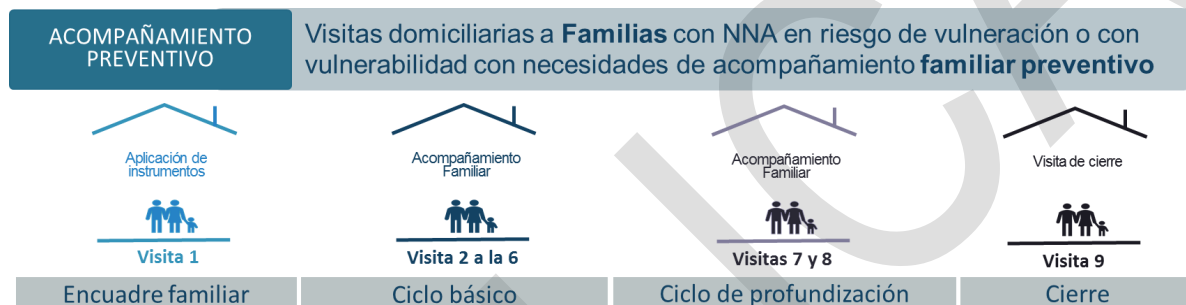 ACOMPAÑAMIENTO
PREVENTIVO
Visitas domiciliarias a Familias con NNA en riesgo de vulneración o con
vulnerabilidad con necesidades de acompañamiento familiar preventivo
Aplicación de
instrumentos
Visita 1
Encuadre familiar
Acompañamiento
Familiar
Visita 2 a la 6
Ciclo básico
Acompañamiento
Familiar
Visitas 7 y 8
Ciclo de profundización
Visita de cierre
Visita 9
Cierre